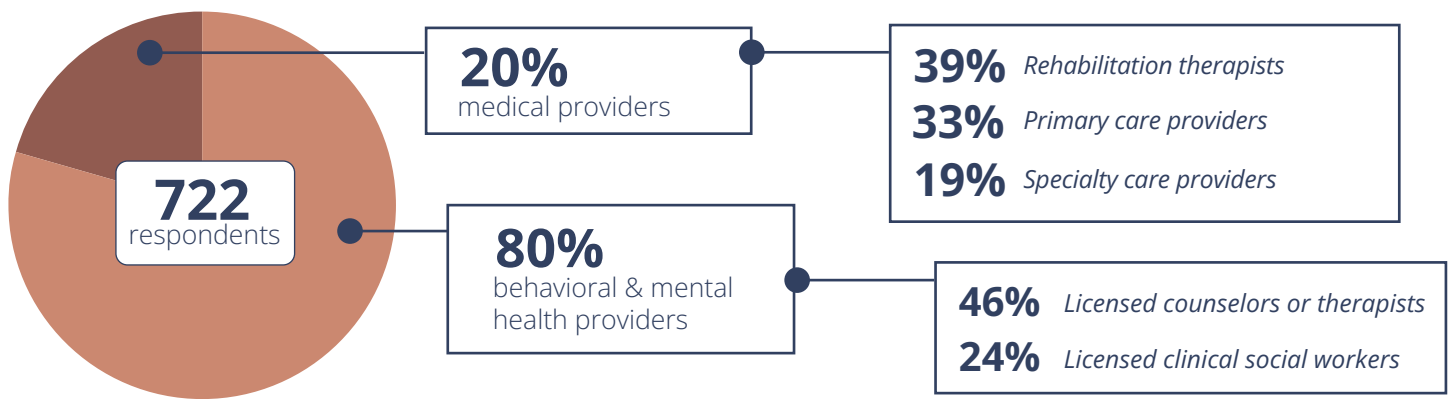 722
respondents
20%
medical providers
39% Rehabilitation therapists
33% Primary care providers
19% Specialty care providers
80%
behavioral & mental
health providers
46% Licensed counselors or therapists
24% Licensed clinical social workers